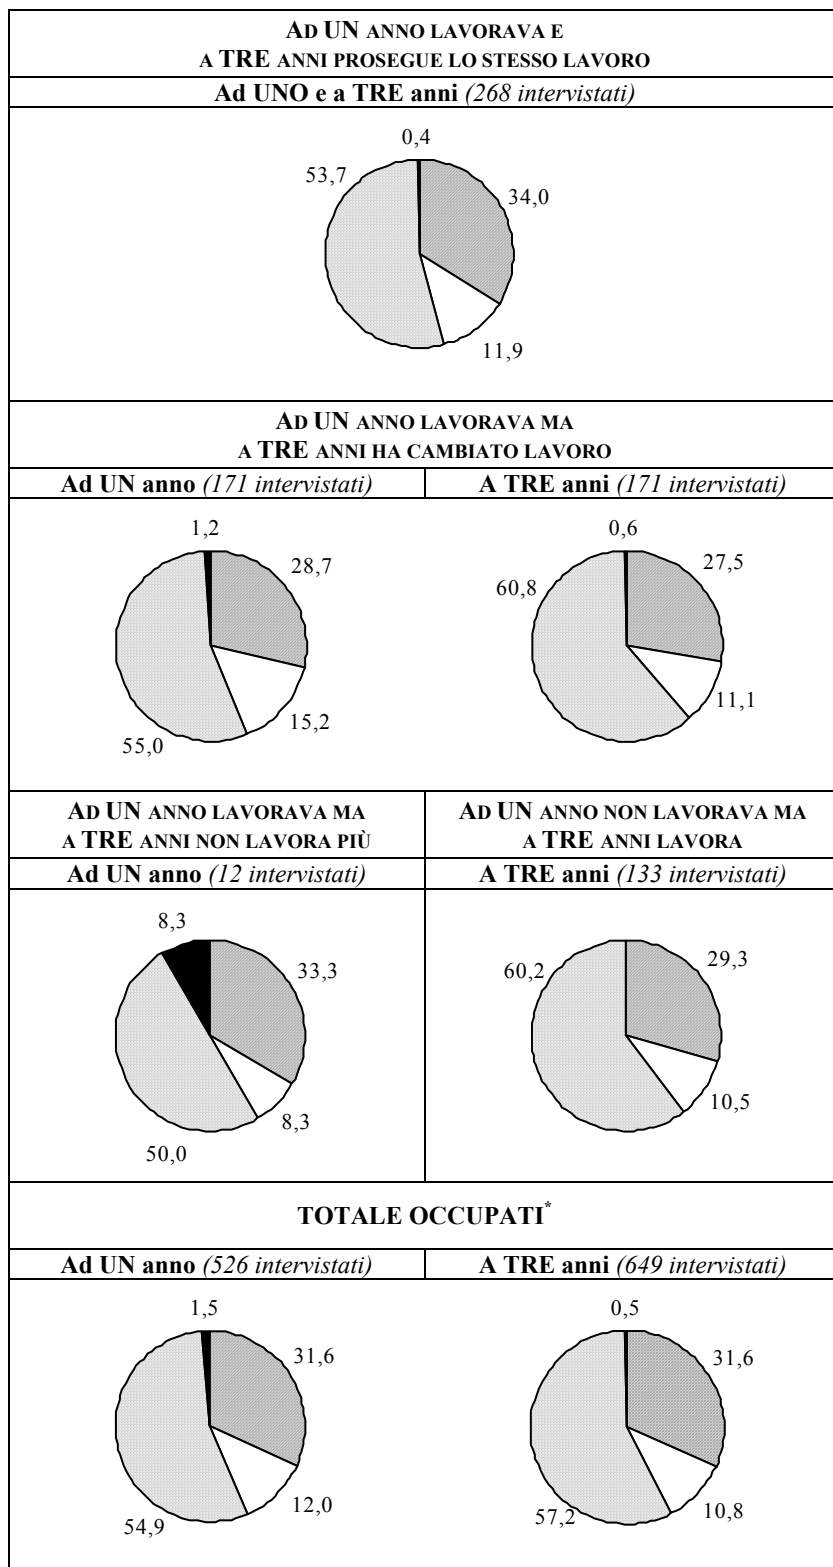 AD UN ANNO LAVORAVA E
A TRE ANNI PROSEGUE LO STESSO LAVORO
Ad UNO e a TRE anni (268 intervistati)
0,4
53,7
34,0
11,9
AD UN ANNO LAVORAVA MA
A TRE ANNI HA CAMBIATO LAVORO
Ad UN anno (171 intervistati)
A TRE anni (171 intervistati)
1,2
28,7
15,2
55,0
0,6
27,5
60,8
11,1
AD UN ANNO LAVORAVA MA
A TRE ANNI NON LAVORA PIÙ
AD UN ANNO NON LAVORAVA MA
A TRE ANNI LAVORA
Ad UN anno (12 intervistati)
A TRE anni (133 intervistati)
8,3
33,3
8,3
50,0
60,2
29,3
10,5
TOTALE OCCUPATI*
Ad UN anno (526 intervistati)
A TRE anni (649 intervistati)
1,5
31,6
12,0
54,9
0,5
31,6
10,8
57,2